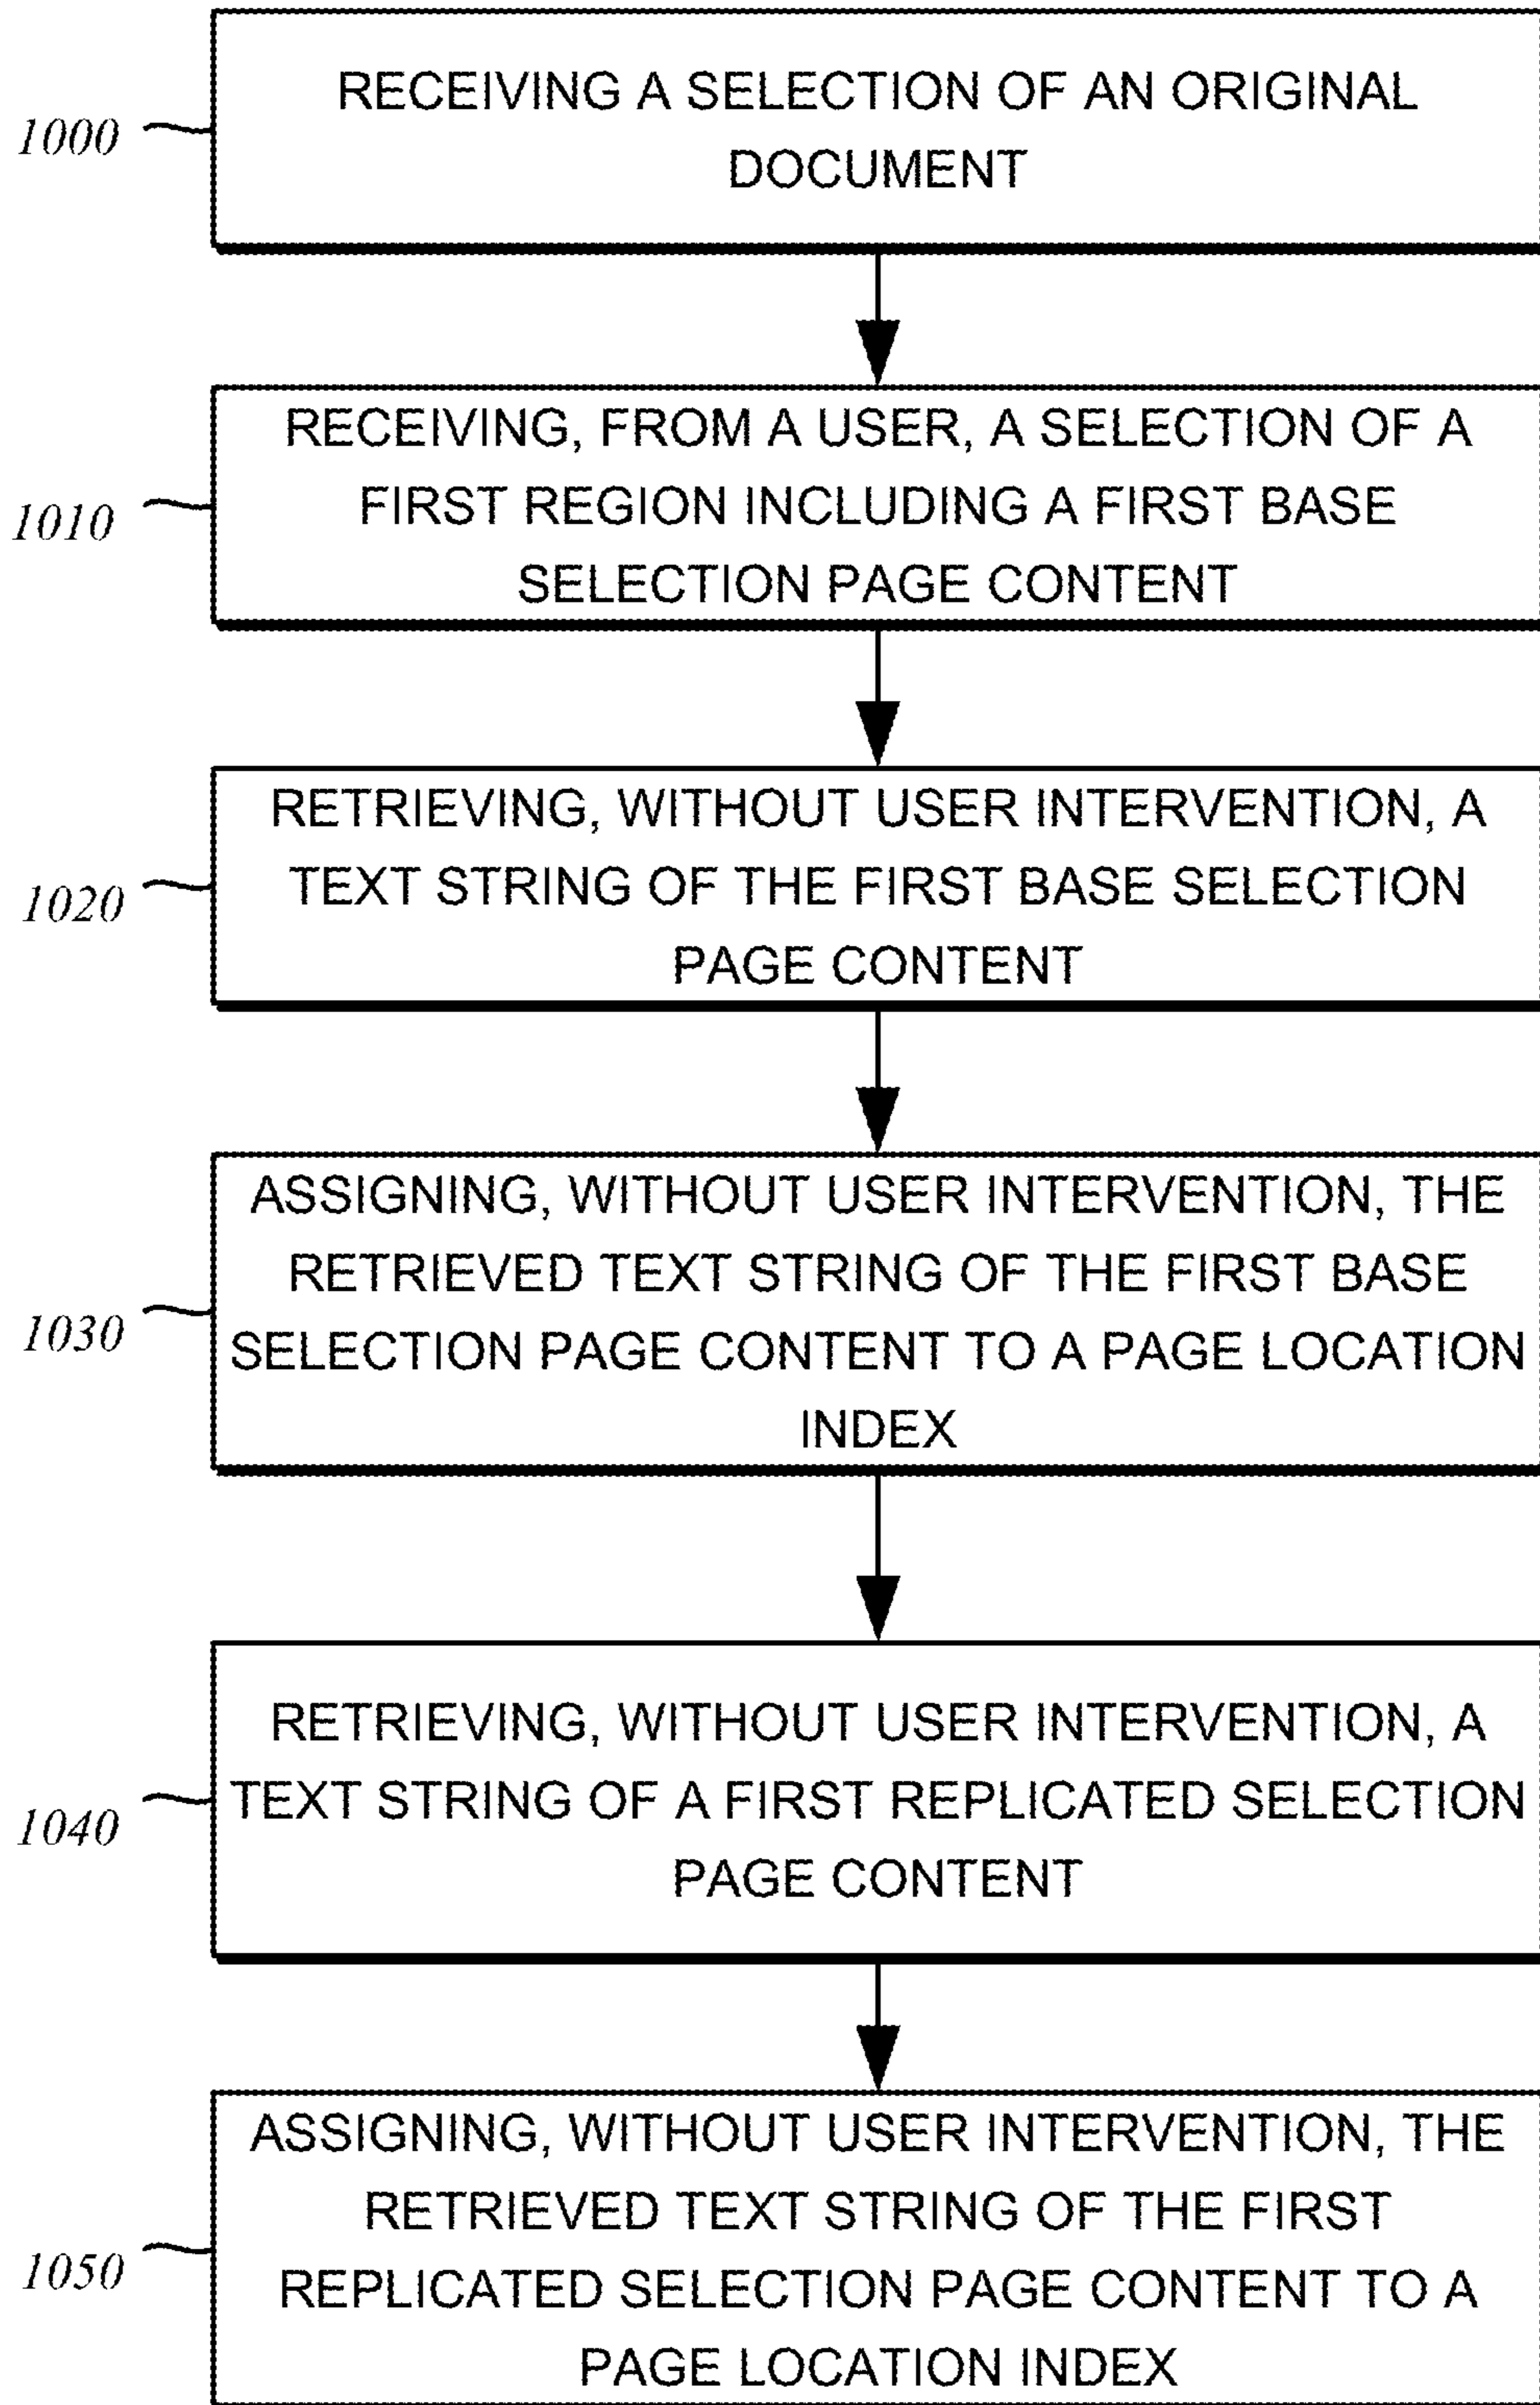 RECEIVING A SELECTION OF AN ORIGINAL
DOCUMENT
1000
RECEIVING, FROM A USER, A SELECTION OF A
FIRST REGION INCLUDING A FIRST BASE
SELECTION PAGE CONTENT
1010
RETRIEVING, WITHOUT USER INTERVENTION, A
TEXT STRING OF THE FIRST BASE SELECTION
PAGE CONTENT
1020
ASSIGNING, WITHOUT USER INTERVENTION, THE
RETRIEVED TEXT STRING OF THE FIRST BASE
SELECTION PAGE CONTENT TO A PAGE LOCATION
INDEX
1030
RETRIEVING, WITHOUT USER INTERVENTION, A
TEXT STRING OF A FIRST REPLICATED SELECTION
PAGE CONTENT
1040
ASSIGNING, WITHOUT USER INTERVENTION, THE
RETRIEVED TEXT STRING OF THE FIRST
REPLICATED SELECTION PAGE CONTENT TO A
PAGE LOCATION INDEX
1050